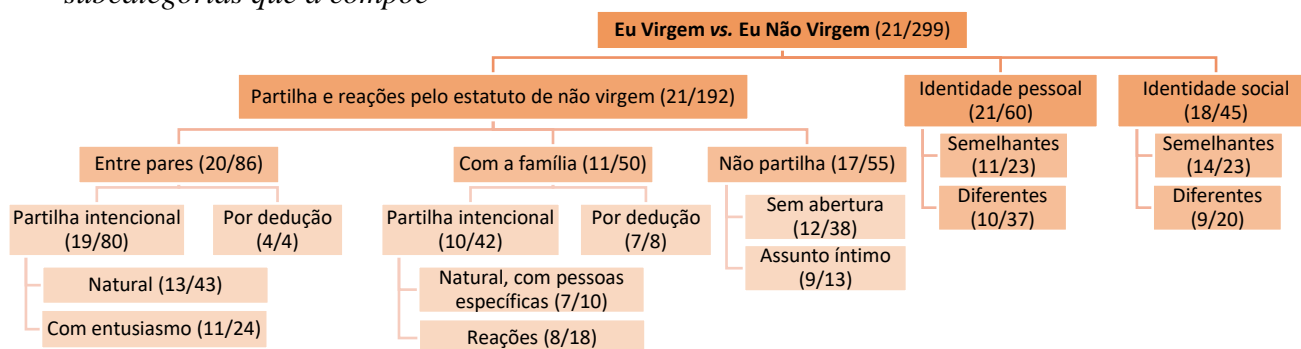 subcategorias que a compõe
Eu Virgem vs. Eu Não Virgem (21/299)
Partilha e reações pelo estatuto de não virgem (21/192)
Identidade pessoal
(21/60)
Identidade social
(18/45)
Entre pares (20/86)
Com a família (11/50)
Não partilha (17/55)
Semelhantes
(11/23)
Semelhantes
(14/23)
Partilha intencional
(19/80)
Por dedução
(4/4)
Partilha intencional
(10/42)
Por dedução
(7/8)
Sem abertura
(12/38)
Diferentes
(10/37)
Diferentes
(9/20)
Natural (13/43)
Natural, com pessoas
específicas (7/10)
Assunto íntimo
(9/13)
Com entusiasmo (11/24)
Reações (8/18)